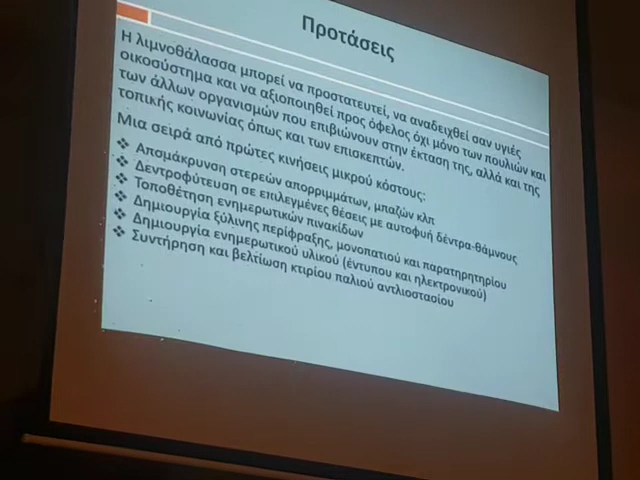 Προτάσεις
Η λιμνοθάλασσα μπορεί να προστατευτεί, να αναδειχθεί σαν υγιές
οικοσύστημα και να αξιοποιηθεί προς όφελος όχι μόνο των πουλιών και
των άλλων οργανισμών που επιβιώνουν στην έκταση της, αλλά και της
τοπικής κοινωνίας όπως και των επισκεπτών.
Μια σειρά από πρώτες κινήσεις μικρού κόστους:
❖ Απομάκρυνση στερεών απορριμμάτων, μπαζών κλπ
❖ Δεντροφύτευση σε επιλεγμένες θέσεις με αυτοφυή δέντρα-θάμνους
❖ Τοποθέτηση ενημερωτικών πινακίδων
❖ Δημιουργία ξύλινης περίφραξης, μονοπατιού και παρατηρητηρίου
❖ Δημιουργία ενημερωτικού υλικού (έντυπου και ηλεκτρονικού)
❖ Συντήρηση και βελτίωση κτιρίου παλιού αντλιοστασίου